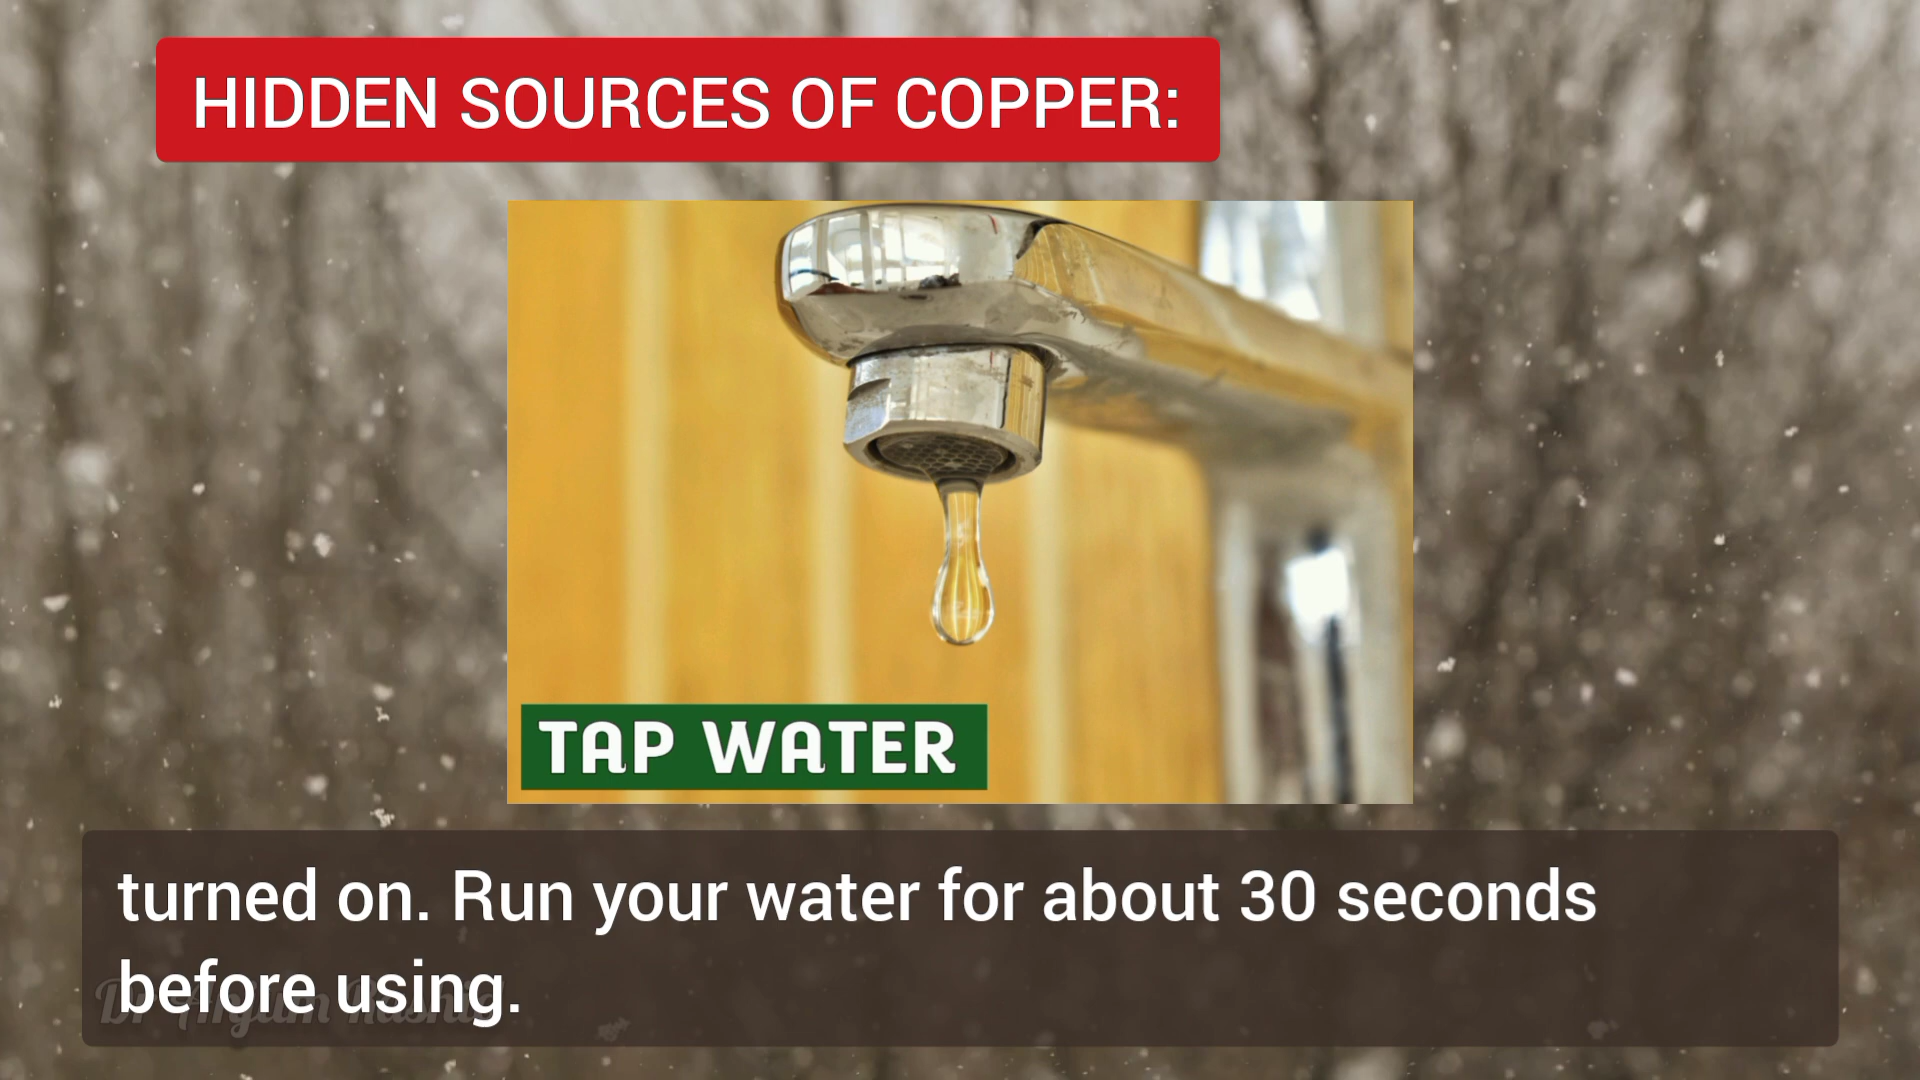 HIDDEN SOURCES OF COPPER:
TAP WATER
turned on. Run your water for about 30 seconds
before using.